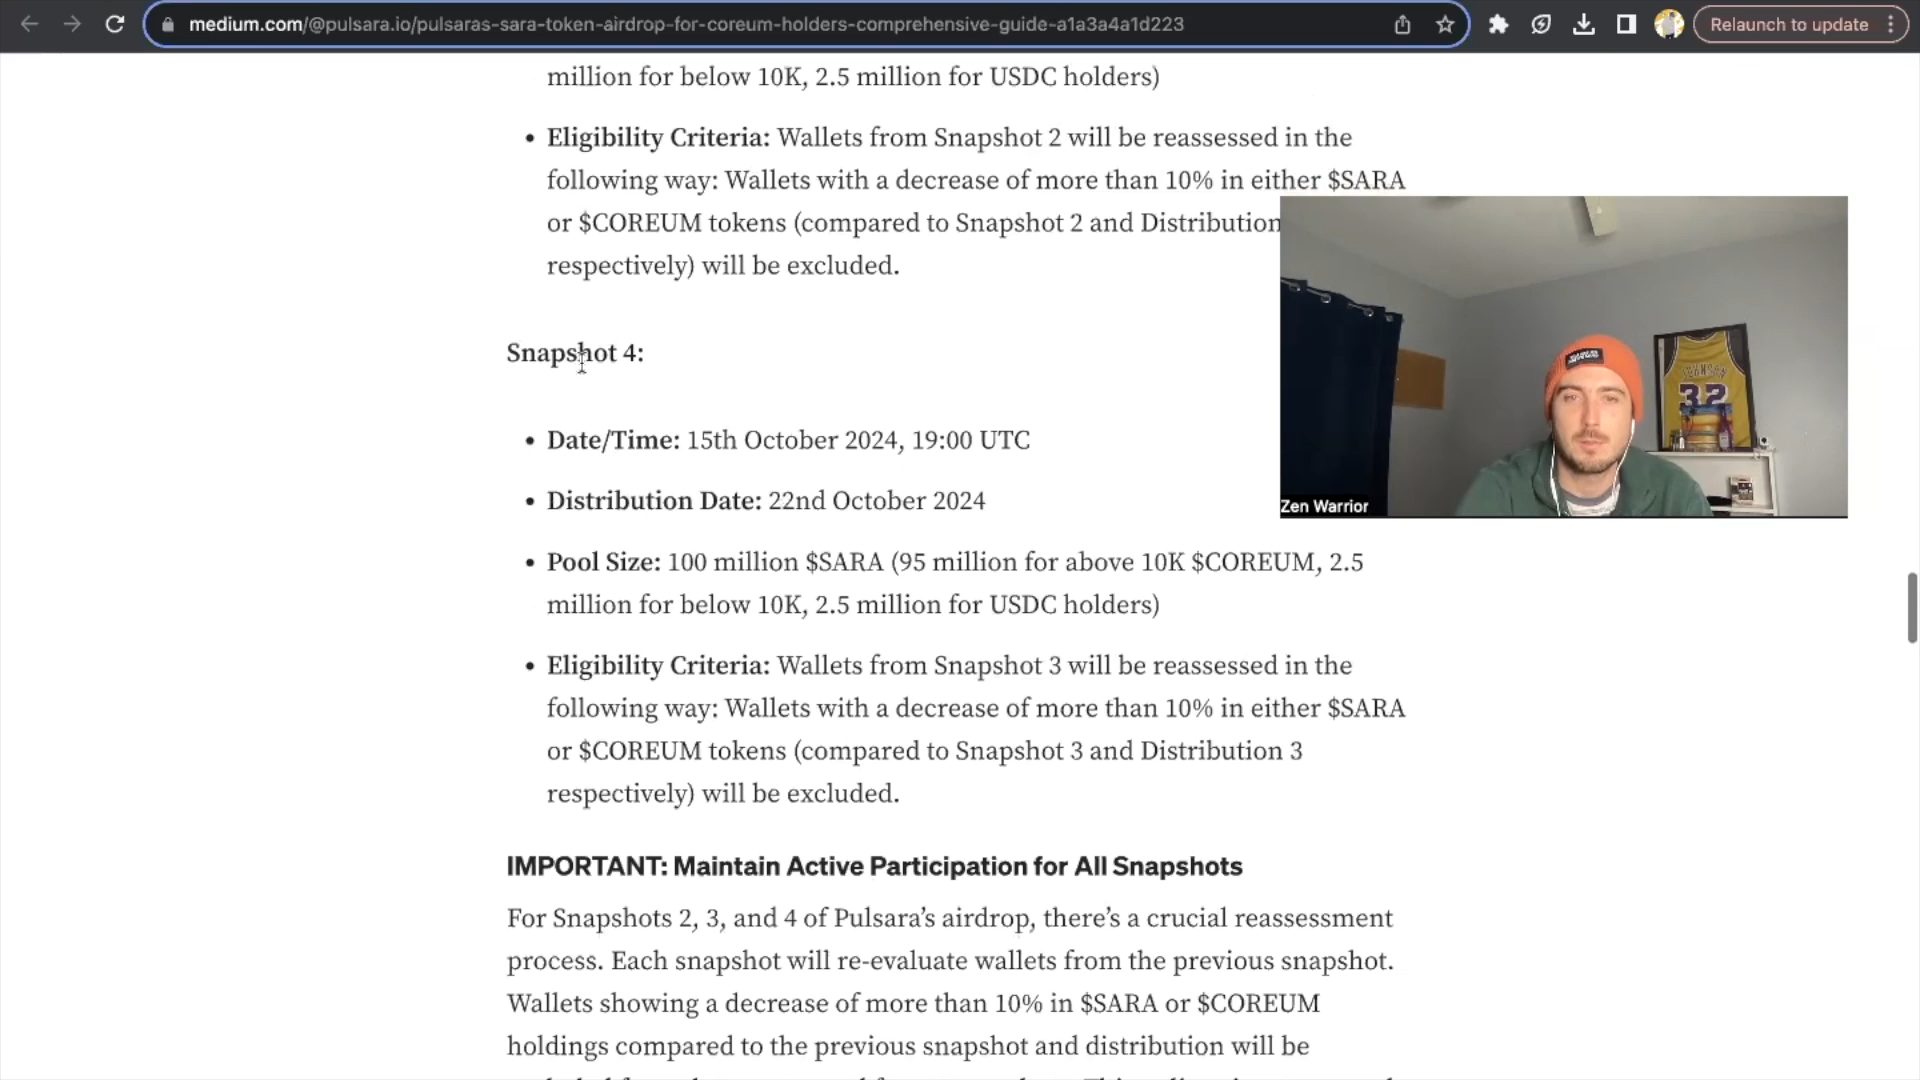 medium.com/@pulsara.io/pulsaras-sara-token-airdrop-for-coreum-holders-comprehensive-guide-a1a3a4a1d223
Relaunch to update
million for below 10K, 2.5 million for USDC holders)
• Eligibility Criteria: Wallets from Snapshot 2 will be reassessed in the
following way: Wallets with a decrease of more than 10% in either $SARA
or $COREUM tokens (compared to Snapshot 2 and Distribution
respectively) will be excluded.
Snapshot 4:
• Date/Time: 15th October 2024, 19:00 UTC
• Distribution Date: 22nd October 2024
• Pool Size: 100 million $SARA (95 million for above 10K $COREUM, 2.5
million for below 10K, 2.5 million for USDC holders)
• Eligibility Criteria: Wallets from Snapshot 3 will be reassessed in the
following way: Wallets with a decrease of more than 10% in either $SARA
or $COREUM tokens (compared to Snapshot 3 and Distribution 3
respectively) will be excluded.
IMPORTANT: Maintain Active Participation for All Snapshots
For Snapshots 2, 3, and 4 of Pulsara’s airdrop, there’s a crucial reassessment
process. Each snapshot will re-evaluate wallets from the previous snapshot.
Wallets showing a decrease of more than 10% in $SARA or $COREUM
holdings compared to the previous snapshot and distribution will be
JOHNSON
32
Zen Warrior